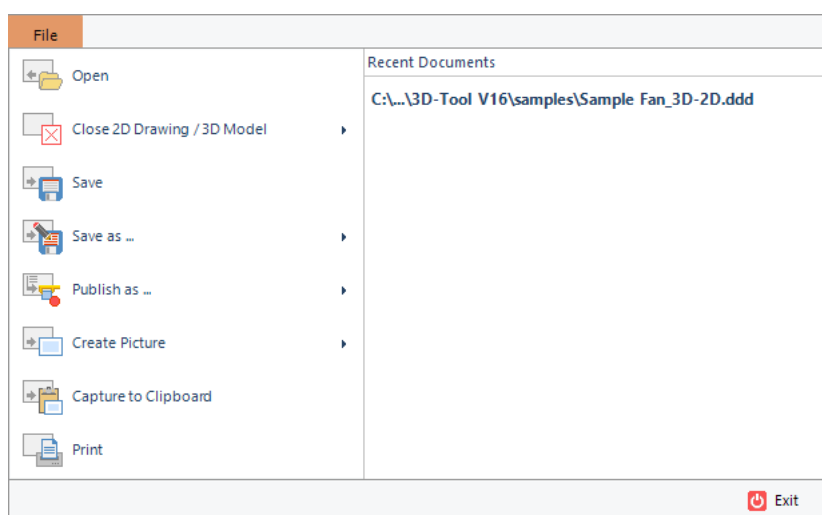 File
Open
Close 2D Drawing / 3D Model
Save
Save as ...
Publish as ...
Create Picture
Capture to Clipboard
Print
Recent Documents
C:\...\3D-Tool V16\samples\Sample Fan_3D-2D.ddd
Exit